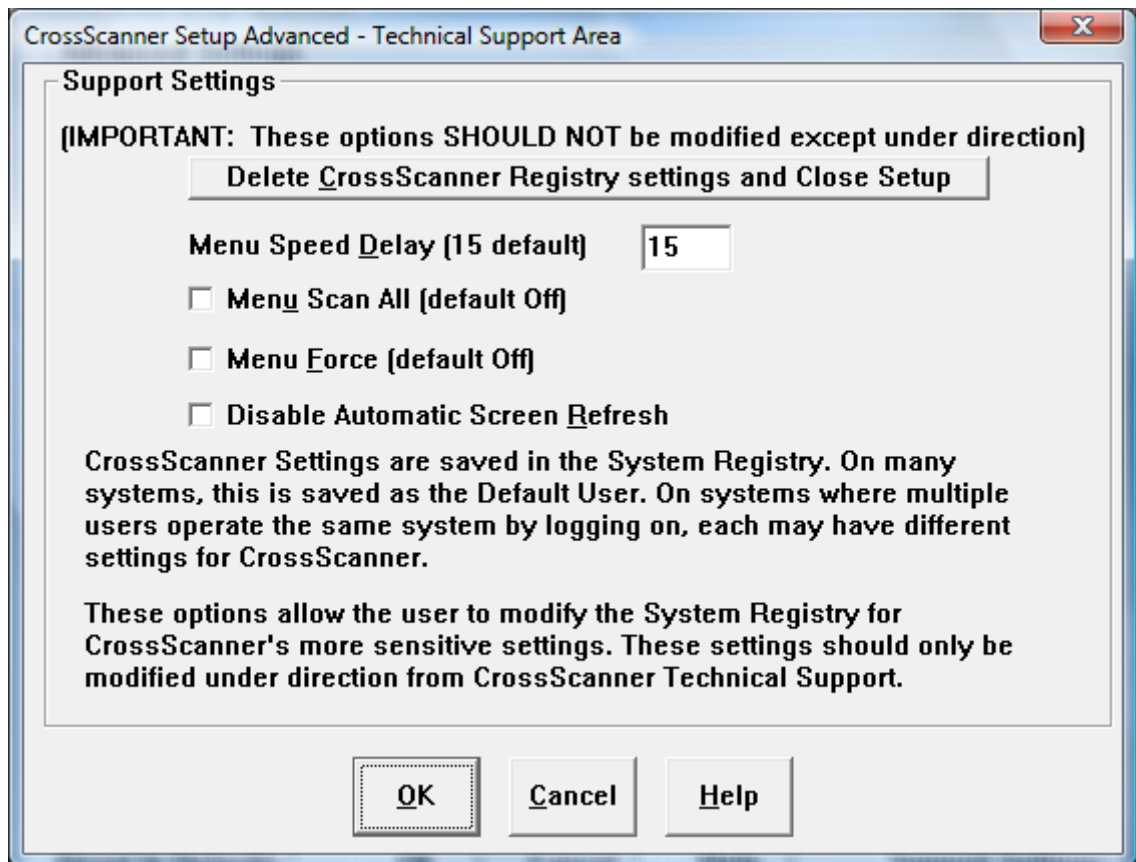 CrossScanner Setup Advanced - Technical Support Area
Support Settings
(IMPORTANT:  These options SHOULD NOT be modified except under direction)
Delete CrossScanner Registry settings and Close Setup
Menu Speed Delay (15 default) 15
Menu Scan All (default Off)
Menu Force (default Off)
Disable Automatic Screen Refresh
CrossScanner Settings are saved in the System Registry. On many
systems, this is saved as the Default User. On systems where multiple
users operate the same system by logging on, each may have different
settings for CrossScanner.
These options allow the user to modify the System Registry for
CrossScanner's more sensitive settings. These settings should only be
modified under direction from CrossScanner Technical Support.
OK Cancel Help